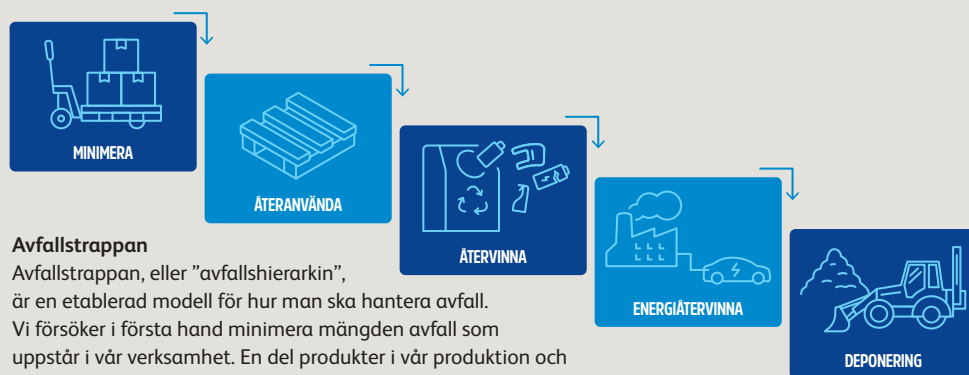 MINIMERA
ÅTERANVÄNDA
ÅTERVINNA
ENERGIÅTERVINNA
DEPONERING
Avfallstrappan
Avfallstrappan, eller ”avfallshierarkin”,
är en etablerad modell för hur man ska hantera avfall.
Vi försöker i första hand minimera mängden avfall som
uppstår i vår verksamhet. En del produkter i vår produktion och